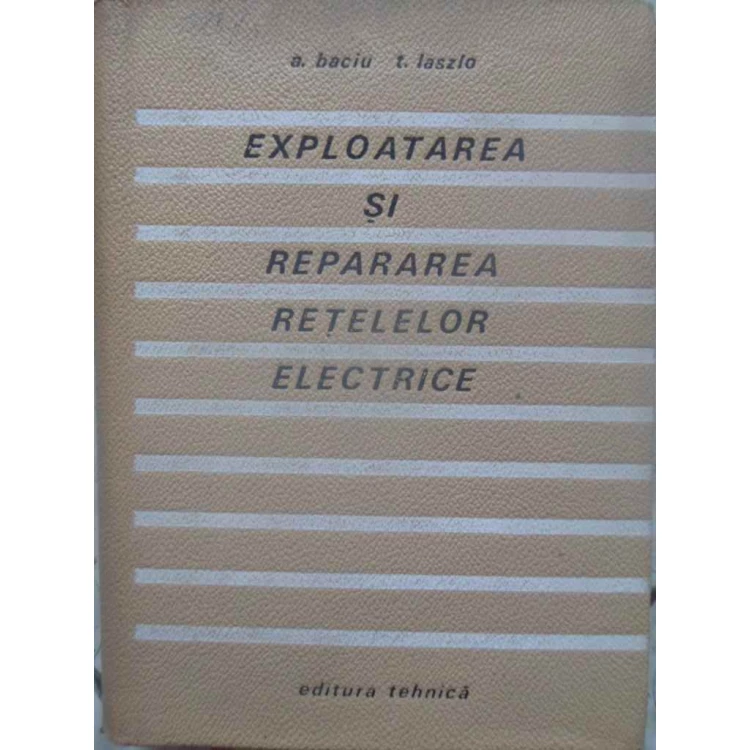 a. baciu t. laszlo
EXPLOATAREA
ȘI
REPARAREA
REȚELELOR
ELECTRICE
editura tehnică